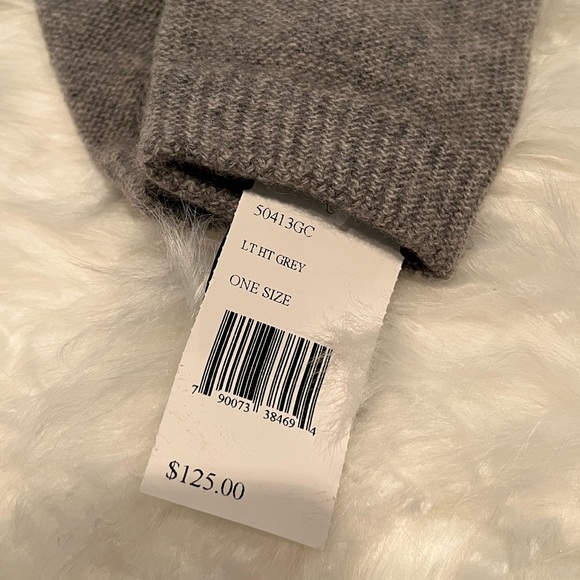 50413GC
LT HT GREY
ONE SIZE
7 90073 38469 4
$125.00